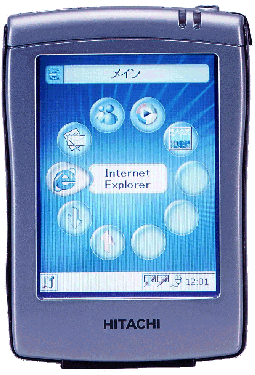 メイン
Internet
Explorer
12:01
HITACHI